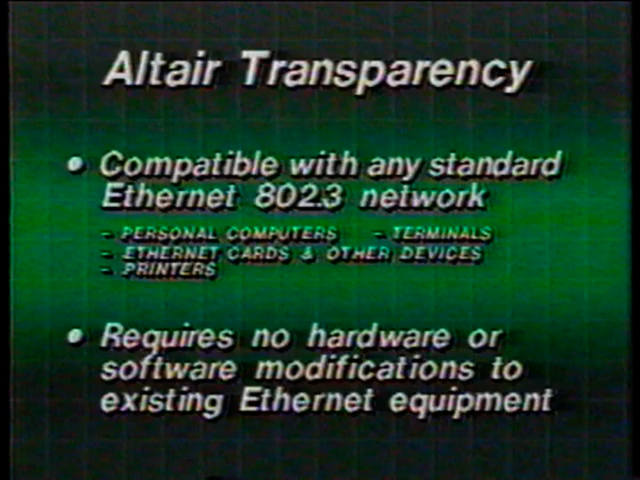 Altair Transparency
• Compatible with any standard
Ethernet 802.3 network
- PERSONAL COMPUTERS - TERMINALS
- ETHERNET CARDS & OTHER DEVICES
- PRINTERS
• Requires no hardware or
software modifications to
existing Ethernet equipment